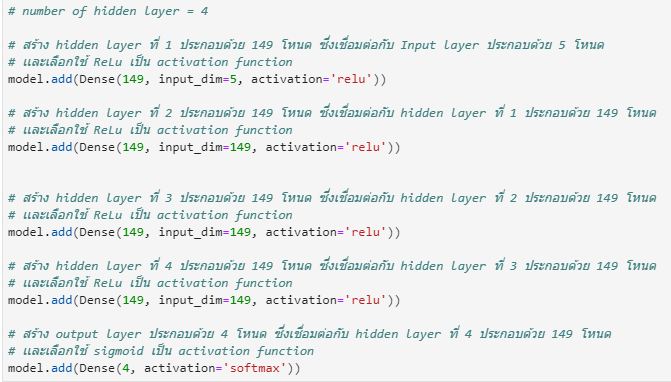 # number of hidden layer = 4
# สร้าง hidden layer ที่ 1 ประกอบด้วย 149 โหนด ซึ่งเชื่อมต่อกับ Input layer ประกอบด้วย 5 โหนด
# และเลือกใช้ ReLu เป็น activation function
model.add(Dense(149, input_dim=5, activation='relu'))
# สร้าง hidden layer ที่ 2 ประกอบด้วย 149 โหนด ซึ่งเชื่อมต่อกับ hidden layer ที่ 1 ประกอบด้วย 149 โหนด
# และเลือกใช้ ReLu เป็น activation function
model.add(Dense(149, input_dim=149, activation='relu'))
# สร้าง hidden layer ที่ 3 ประกอบด้วย 149 โหนด ซึ่งเชื่อมต่อกับ hidden layer ที่ 2 ประกอบด้วย 149 โหนด
# และเลือกใช้ ReLu เป็น activation function
model.add(Dense(149, input_dim=149, activation='relu'))
# สร้าง hidden layer ที่ 4 ประกอบด้วย 149 โหนด ซึ่งเชื่อมต่อกับ hidden layer ที่ 3 ประกอบด้วย 149 โหนด
# และเลือกใช้ ReLu เป็น activation function
model.add(Dense(149, input_dim=149, activation='relu'))
# สร้าง output layer ประกอบด้วย 4 โหนด ซึ่งเชื่อมต่อกับ hidden layer ที่ 4 ประกอบด้วย 149 โหนด
# และเลือกใช้ sigmoid เป็น activation function
model.add(Dense(4, activation='softmax'))